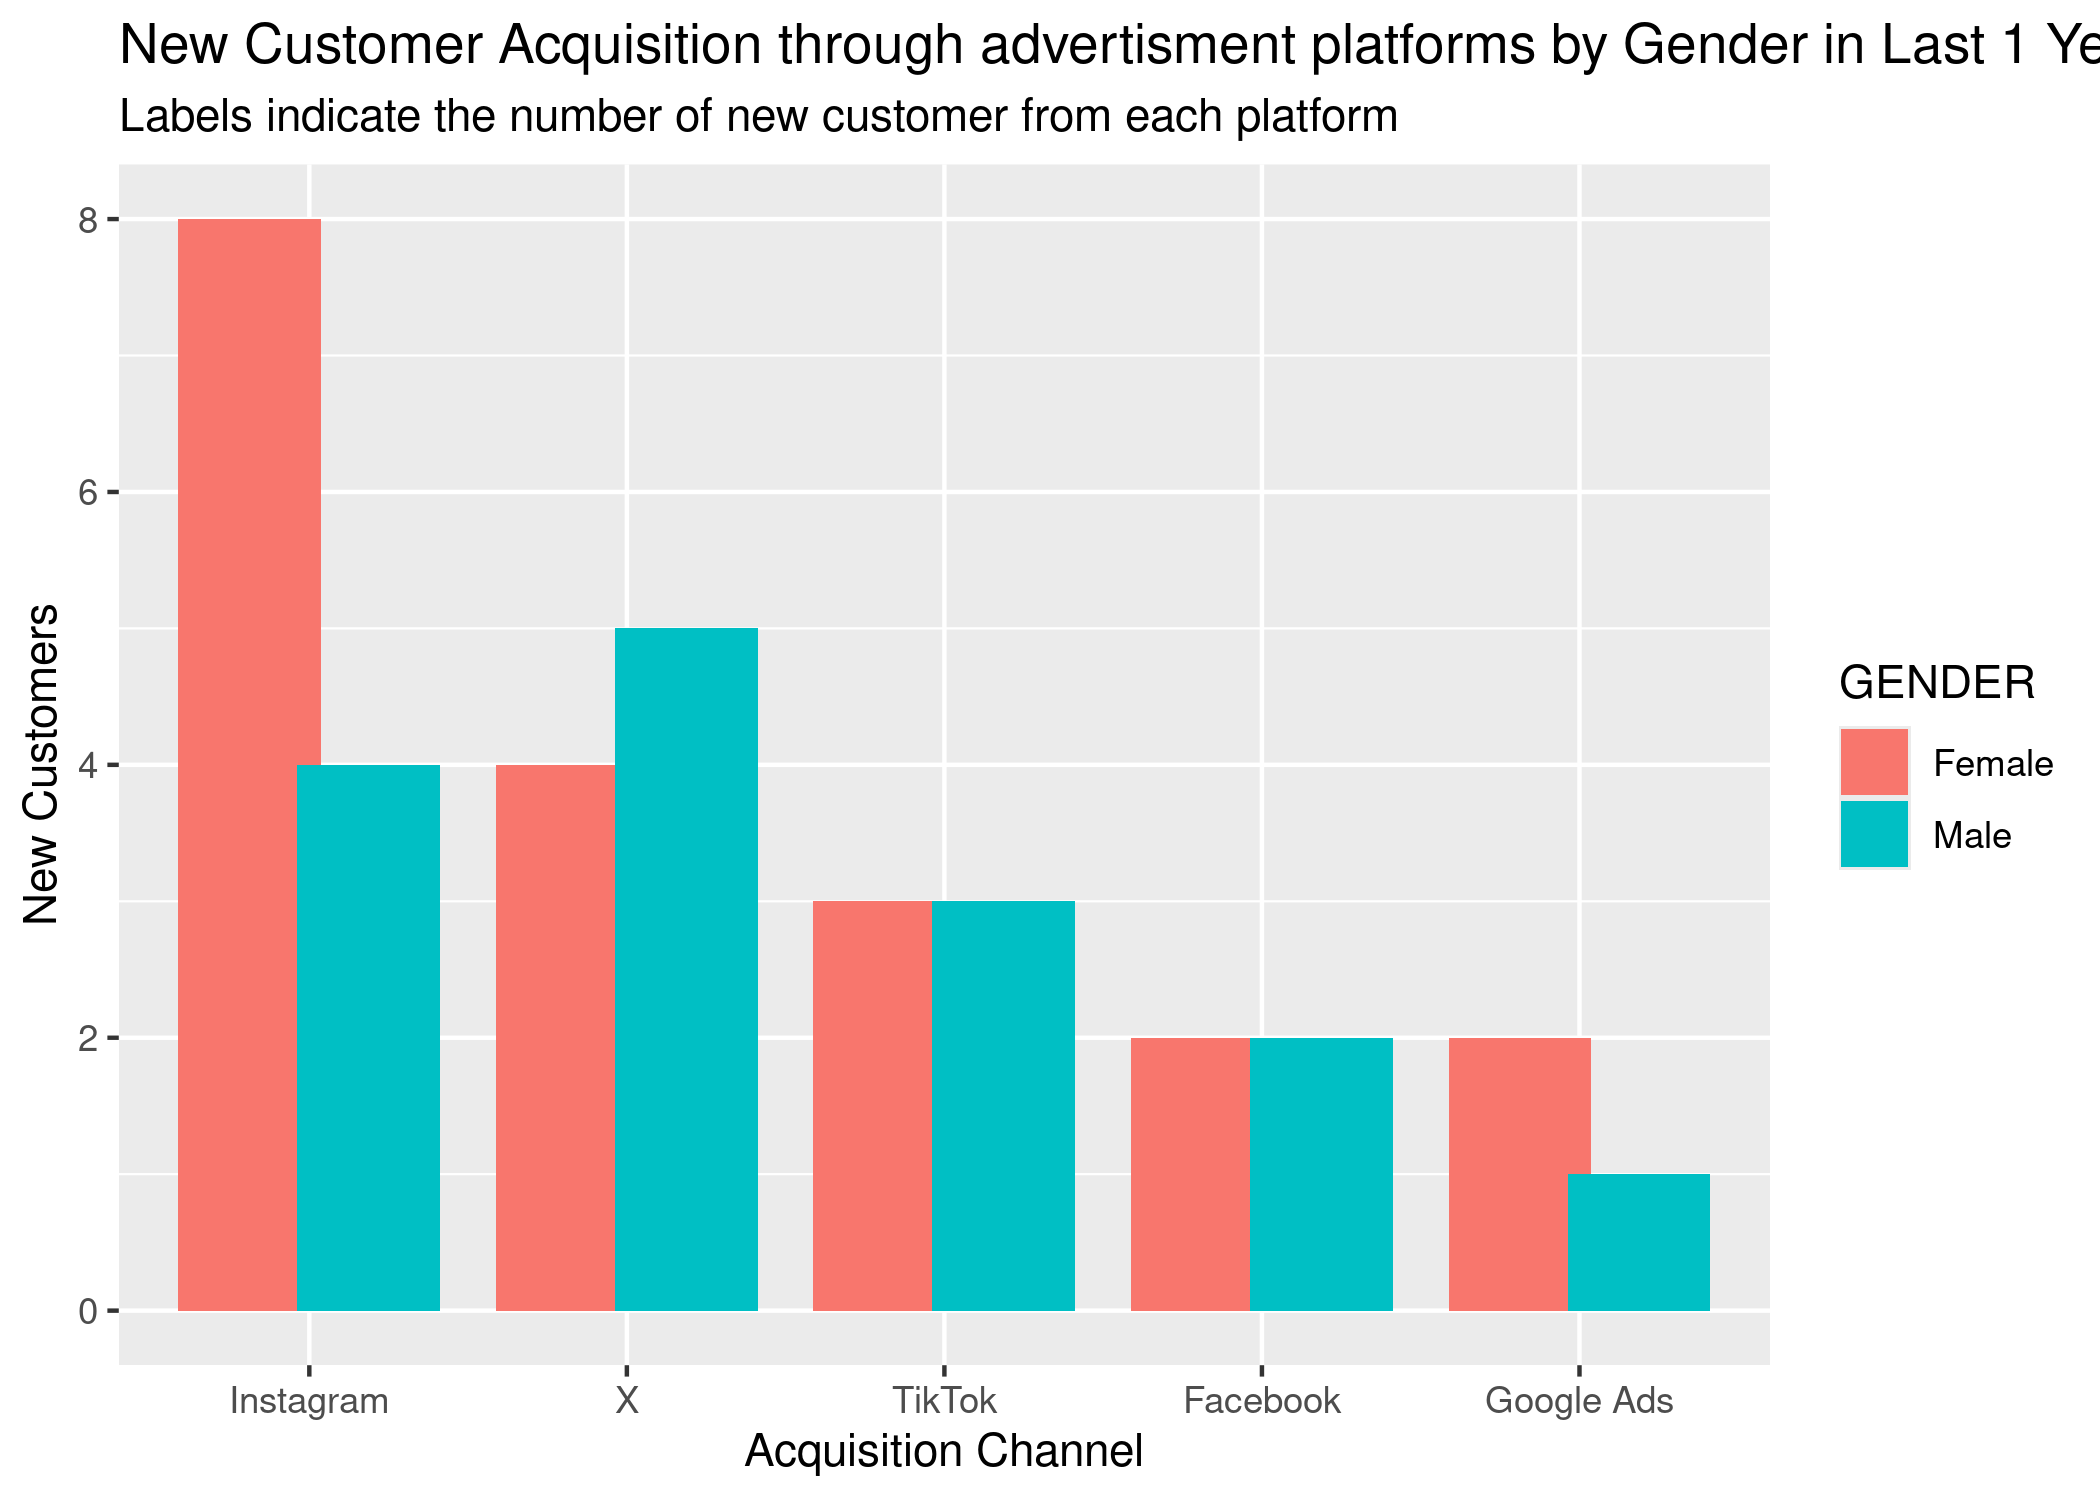 New Customer Acquisition through advertisment platforms by Gender in Last 1 Ye
Labels indicate the number of new customer from each platform
8
6
4
2
0
New Customers
Instagram X TikTok Facebook Google Ads
Acquisition Channel
GENDER
Female
Male